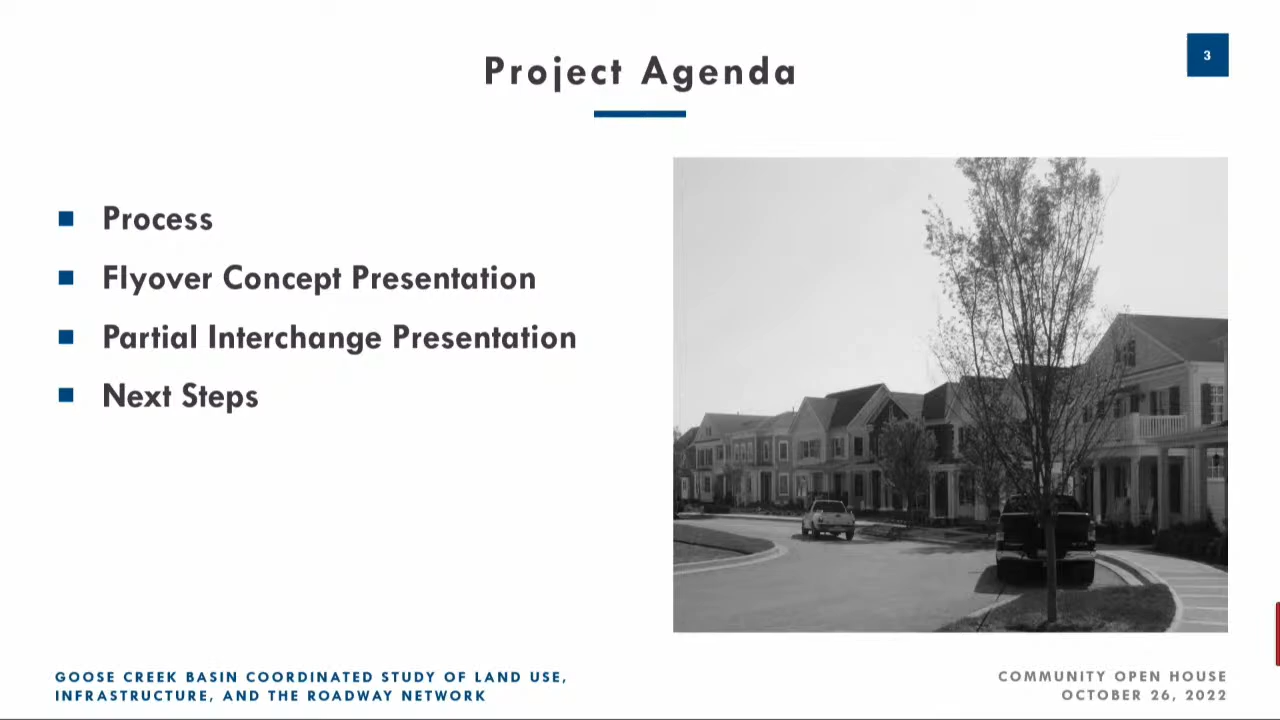 Project Agenda
3
Process
Flyover Concept Presentation
Partial Interchange Presentation
Next Steps
GOOSE CREEK BASIN COORDINATED STUDY OF LAND USE,
INFRASTRUCTURE, AND THE ROADWAY NETWORK
COMMUNITY OPEN HOUSE
OCTOBER 26, 2022